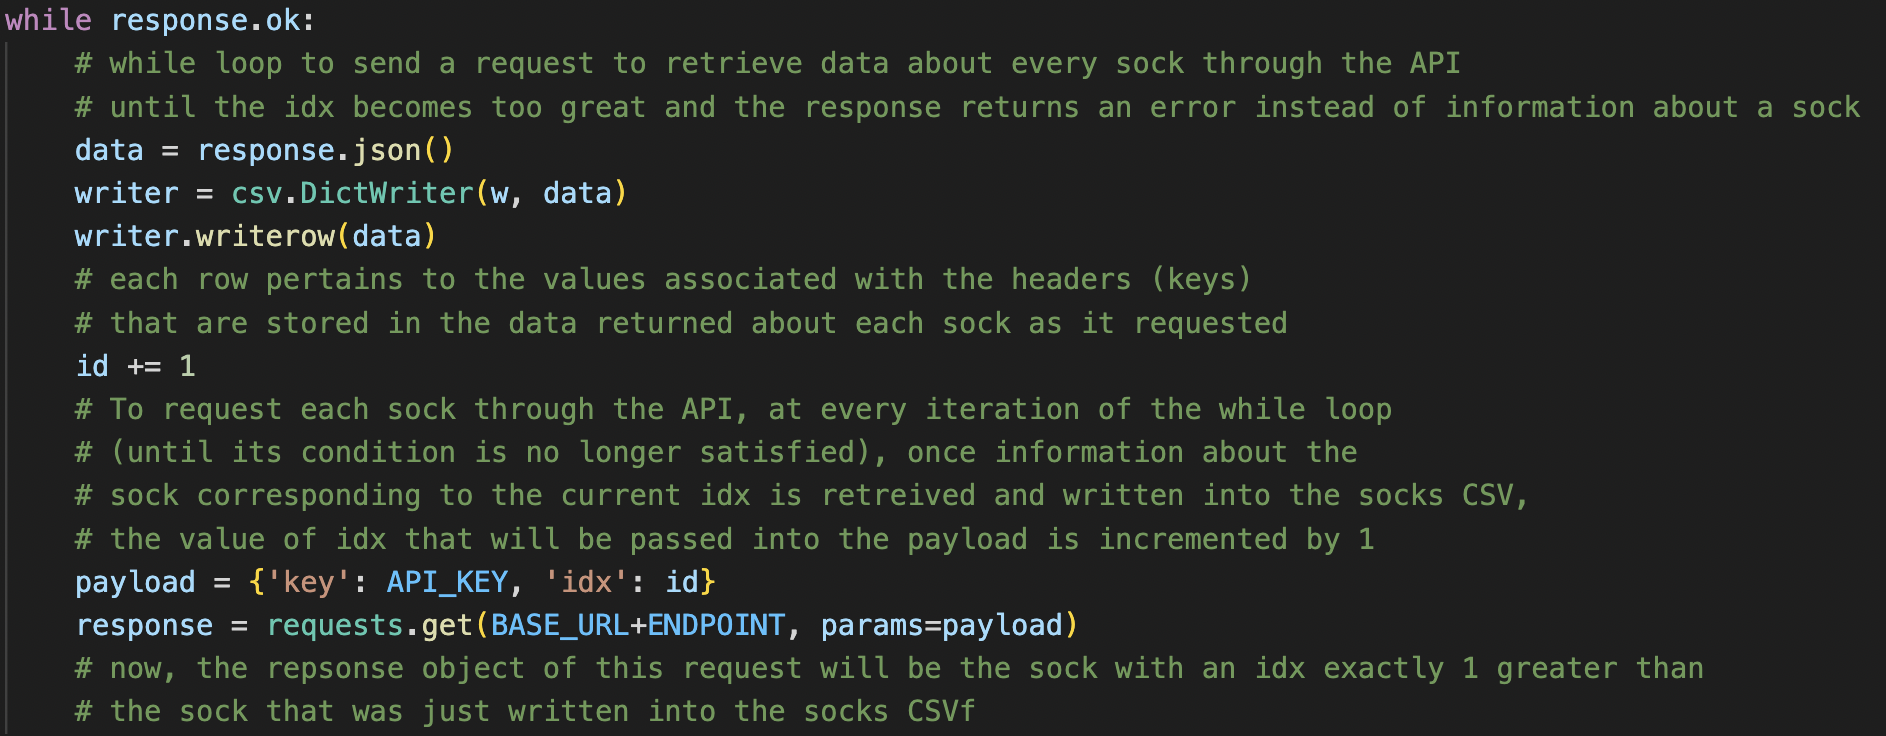 while response.ok:
    # while loop to send a request to retrieve data about every sock through the API
    # until the idx becomes too great and the response returns an error instead of information about a sock
    data = response.json()
    writer = csv.DictWriter(w, data)
    writer.writerow(data)
    # each row pertains to the values associated with the headers (keys)
    # that are stored in the data returned about each sock as it requested
    id += 1
    # To request each sock through the API, at every iteration of the while loop
    # (until its condition is no longer satisfied), once information about the
    # sock corresponding to the current idx is retreived and written into the socks CSV,
    # the value of idx that will be passed into the payload is incremented by 1
    payload = {'key': API_KEY, 'idx': id}
    response = requests.get(BASE_URL+ENDPOINT, params=payload)
    # now, the repsonse object of this request will be the sock with an idx exactly 1 greater than
    # the sock that was just written into the socks CSVf